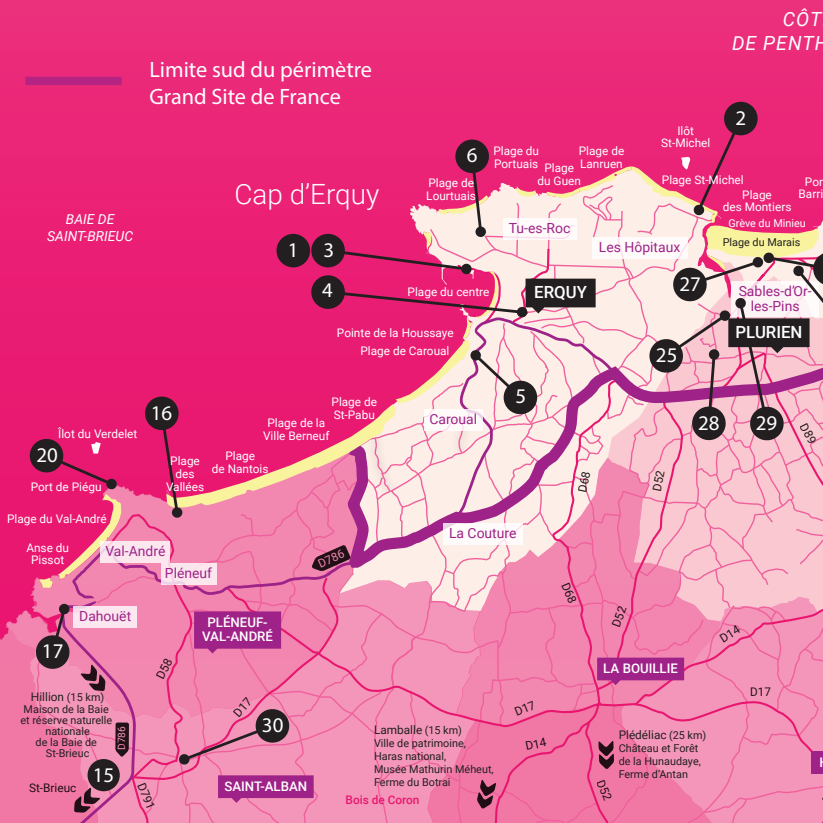 CÔT
DE PENTH
Limite sud du périmètre
Grand Site de France
2
Ilôt
St-Michel
6
Plage du
Portuais
Plage de
Lanruen
Plage
du Guen
Plage de
Lourtuais
Plage St-Michel
Cap d'Erquy
Plage
des Montiers
Por
Barri
BAIE DE
SAINT-BRIEUC
Tu-es-Roc
Les Hôpitaux
Grève du Minieu
Plage du Marais
1
3
4
Plage du centre
ERQUY
27
Sables-d'Or-
les-Pins
Pointe de la Houssaye
Plage de Caroual
PLURIEN
25
5
28
29
16
Plage de
St-Pabu
Caroual
Plage de la
Ville Berneuf
Îlot du Verdelet
20
Plage
de Nantois
Plage
des
Vallées
D89
D68
D52
Port de Piégu
Plage du Val-André
La Couture
Anse du
Pissot
Val-André
Pléneuf
D786
Dahouët
PLÉNEUF-
VAL-ANDRÉ
D68
D52
D14
17
D58
LA BOUILLIE
Hillion (15 km)
Maison de la Baie
et réserve naturelle
nationale
de la Baie de
St-Brieuc
D786
D17
D17
D17
30
Lamballe (15 km)
Ville de patrimoine,
Haras national,
Musée Mathurin Méheut,
Ferme du Botrai
D14
Plédéliac (25 km)
Château et Forêt
de la Hunaudaye,
Ferme d'Antan
15
St-Brieuc
D791
SAINT-ALBAN
Bois de Coron
D52